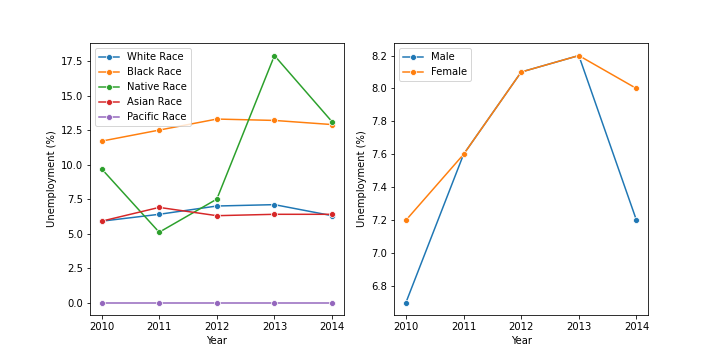 17.5
15.0
12.5
10.0
7.5
5.0
2.5
0.0
Unemployment (%)
White Race
Black Race
Native Race
Asian Race
Pacific Race
2010 2011 2012 2013 2014
Year
8.2
8.0
7.8
7.6
7.4
7.2
7.0
6.8
Unemployment (%)
Male
Female
2010 2011 2012 2013 2014
Year